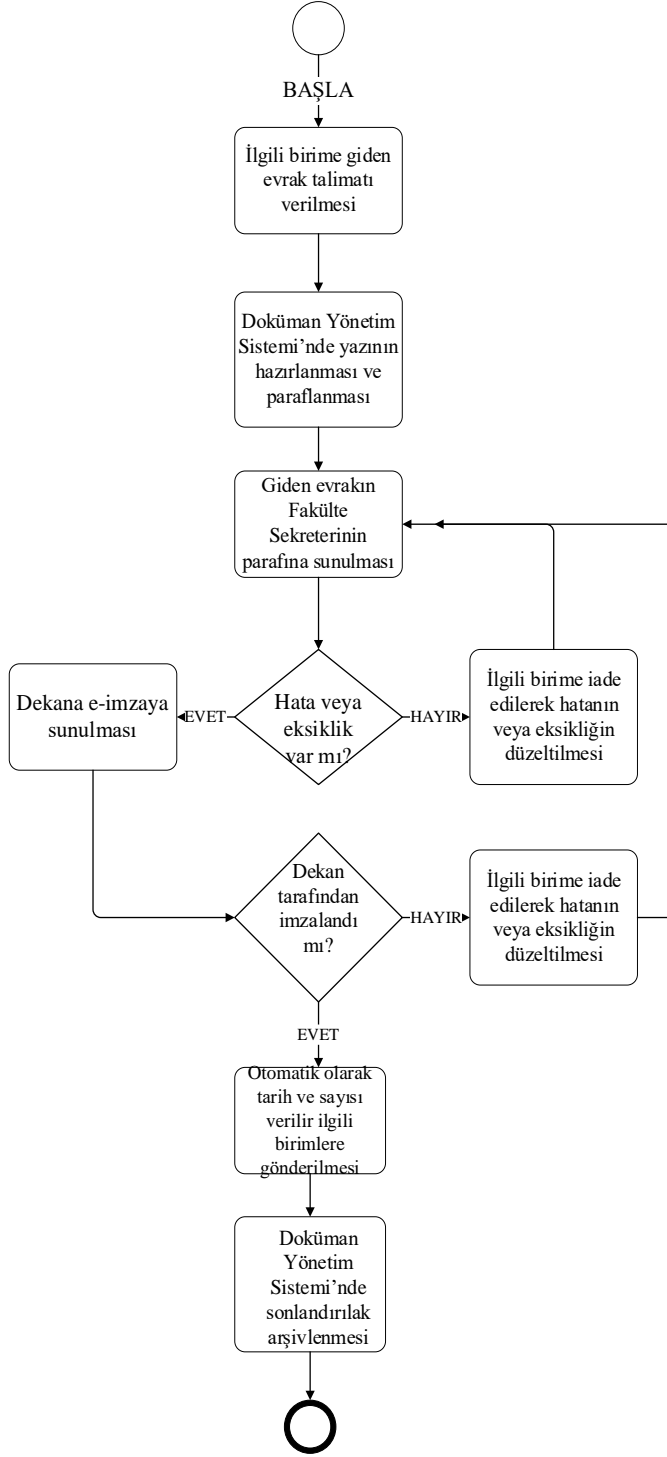 BAŞLA
İlgili birime giden
evrak talimatı
verilmesi
Doküman Yönetim
Sistemi’nde yazının
hazırlanması ve
paraflanması
Giden evrakın
Fakülte
Sekreterinin
parafına sunulması
Dekana e-imzaya
sunulması
EVET
Hata veya
eksiklik
var mı?
HAYIR
İlgili birime iade
edilerek hatanın
veya eksikliğin
düzeltilmesi
Dekan
tarafından
imzalandı
mı?
HAYIR
İlgili birime iade
edilerek hatanın
veya eksikliğin
düzeltilmesi
EVET
Otomatik olarak
tarih ve sayısı
verilir ilgili
birimlere
gönderilmesi
Doküman
Yönetim
Sistemi’nde
sonlandırılak
arşivlenmesi